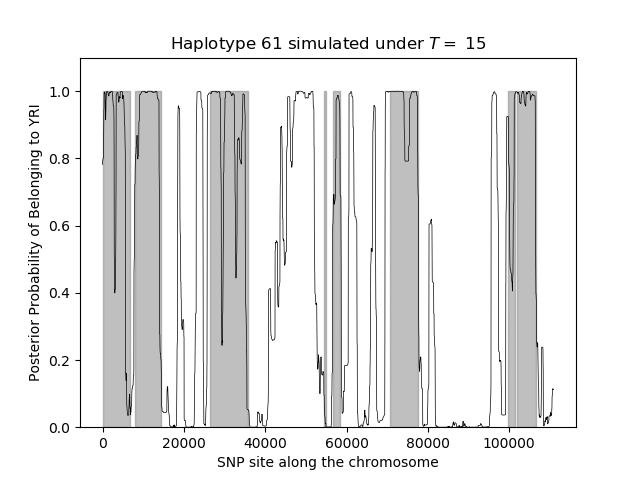 Haplotype 61 simulated under T = 15
Posterior Probability of Belonging to YRI
1.0
0.8
0.6
0.4
0.2
0.0
0 20000 40000 60000 80000 100000
SNP site along the chromosome